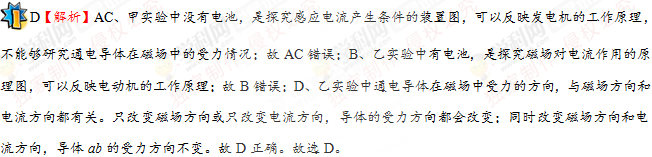 D【解析】AC、甲实验中没有电池，是探究感应电流产生条件的装置图，可以反映发电机的工作原理，
不能够研究通电导体在磁场中的受力情况；故 AC 错误；B、乙实验中有电池，是探究磁场对电流作用的原
理图，可以反映电动机的工作原理；故 B 错误；D、乙实验中通电导体在磁场中受力的方向，与磁场方向和
电流方向都有关。只改变磁场方向或只改变电流方向，导体的受力方向都会改变；同时改变磁场方向和电
流方向，导体 ab 的受力方向不变。故 D 正确。故选 D。